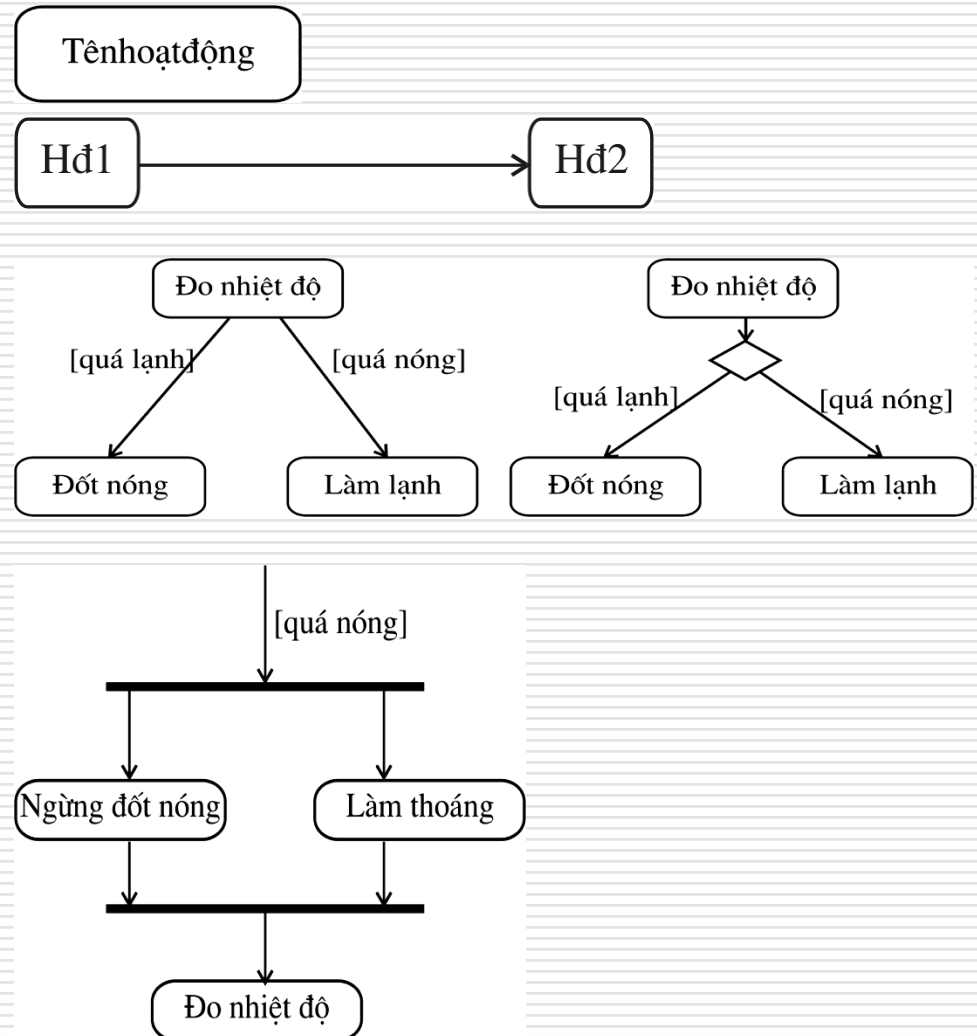 Tênhoạtđộng
Hđ1 Hđ2
Đo nhiệt độ Đo nhiệt độ
[quá lạnh] [quá nóng]
[quá lạnh] [quá nóng]
Đốt nóng Làm lạnh Đốt nóng Làm lạnh
[quá nóng]
Ngừng đốt nóng Làm thoáng
Đo nhiệt độ